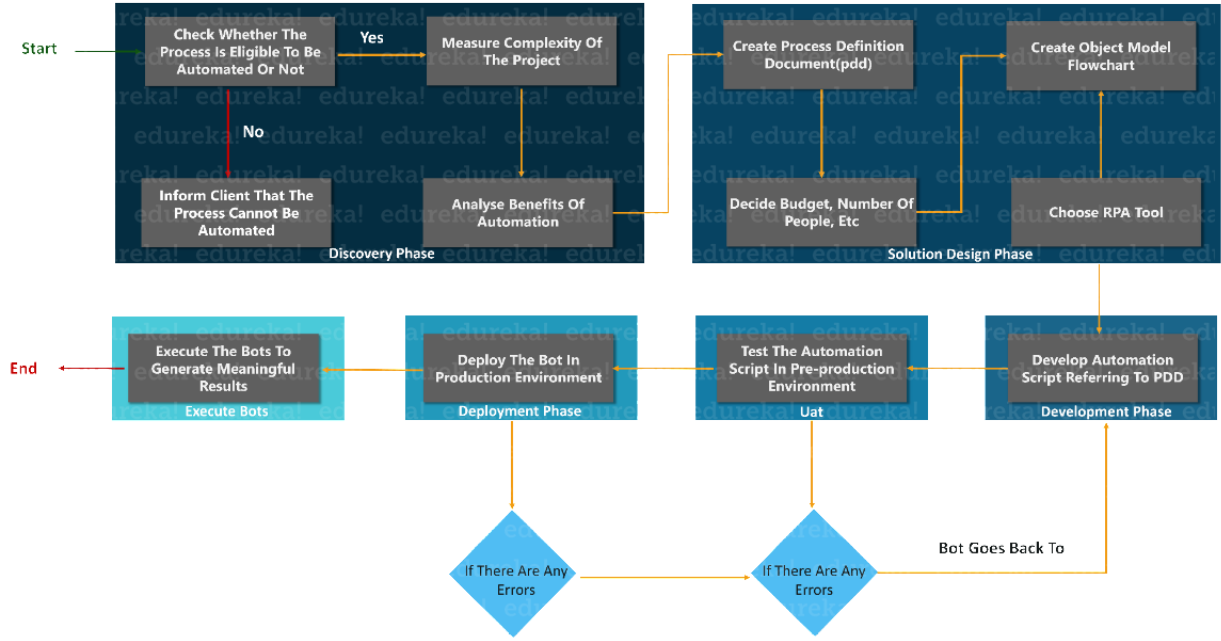 Start
Check Whether The
Process Is Eligible To Be
Automated Or Not
Yes
Measure Complexity Of
The Project
No
Inform Client That The
Process Cannot Be
Automated
Analyse Benefits Of
Automation
Discovery Phase
Create Process Definition
Document(pdd)
Create Object Model
Flowchart
Decide Budget, Number Of
People, Etc
Choose RPA Tool
Solution Design Phase
End
Execute The Bots To
Generate Meaningful
Results
Execute Bots
Deploy The Bot In
Production Environment
Deployment Phase
Test The Automation
Script In Pre-production
Environment
Uat
Develop Automation
Script Referring To PDD
Development Phase
If There Are Any
Errors
If There Are Any
Errors
Bot Goes Back To
edureka!